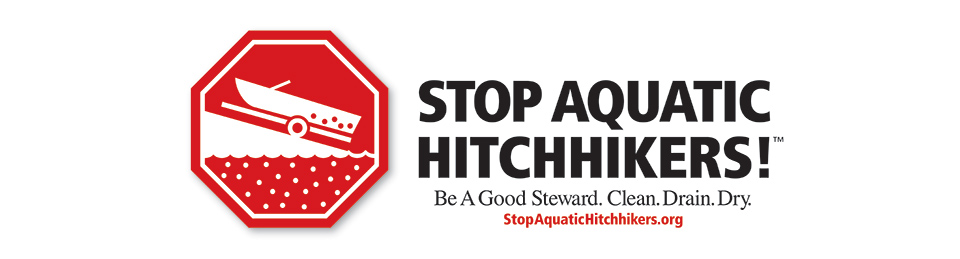 STOP AQUATIC
HITCHHIKERS!™
Be A Good Steward. Clean. Drain. Dry.
StopAquaticHitchhikers.org